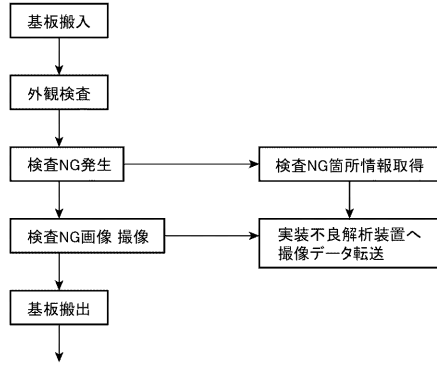 基板搬入
外観検査
検査NG発生
検査NG箇所情報取得
検査NG画像 撮像
実装不良解析装置へ
撮像データ転送
基板搬出